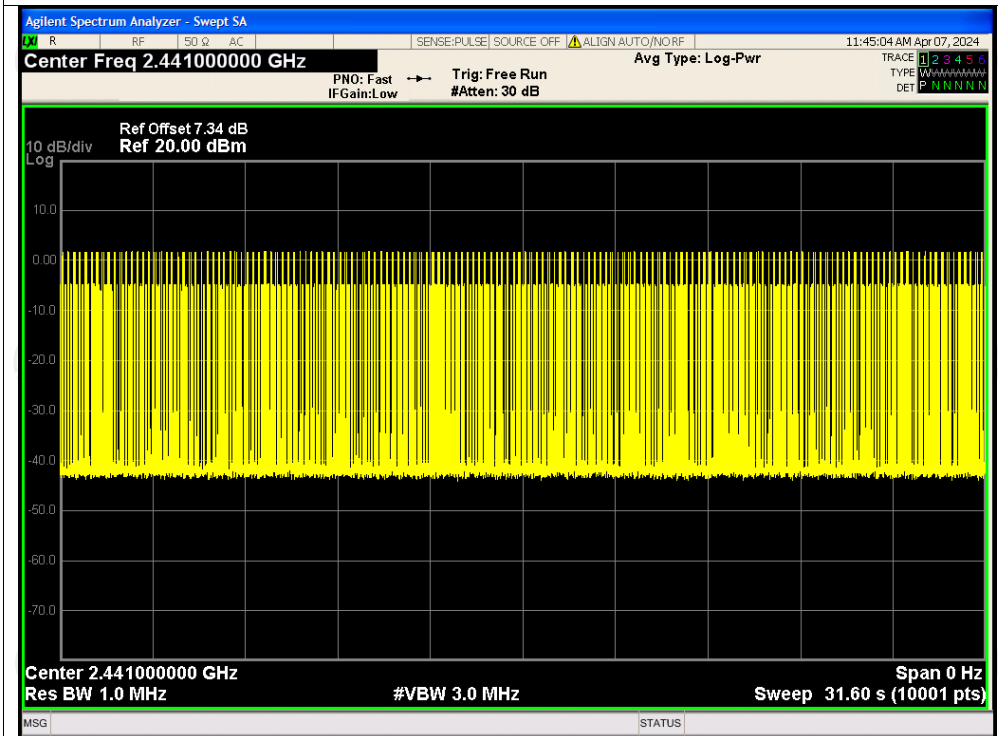 Agilent Spectrum Analyzer - Swept SA
LXI R RF 50 Ω AC SENSE:PULSE SOURCE OFF ALIGN AUTO/NO RF 11:45:04 AM Apr 07, 2024
Center Freq 2.441000000 GHz Avg Type: Log-Pwr TRACE 1 2 3 4 5 6
PNO: Fast Trig: Free Run TYPE W
IFGain:Low #Atten: 30 dB DET P N N N N N
Ref Offset 7.34 dB
10 dB/div Ref 20.00 dBm
Log
10.0
0.00
-10.0
-20.0
-30.0
-40.0
-50.0
-60.0
-70.0
Center 2.441000000 GHz Span 0 Hz
Res BW 1.0 MHz #VBW 3.0 MHz Sweep 31.60 s (10001 pts)
MSG STATUS